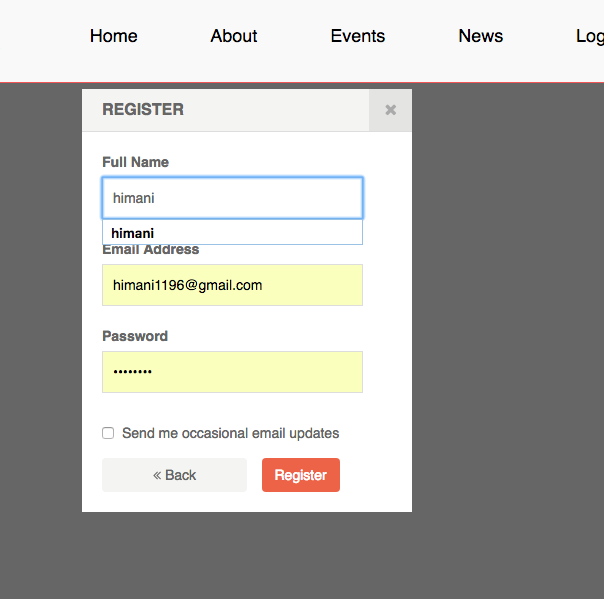 Home About Events News Log
REGISTER ×
Full Name
himani
himani
Email Address
himani1196@gmail.com
Password
••••••••
Send me occasional email updates
« Back Register